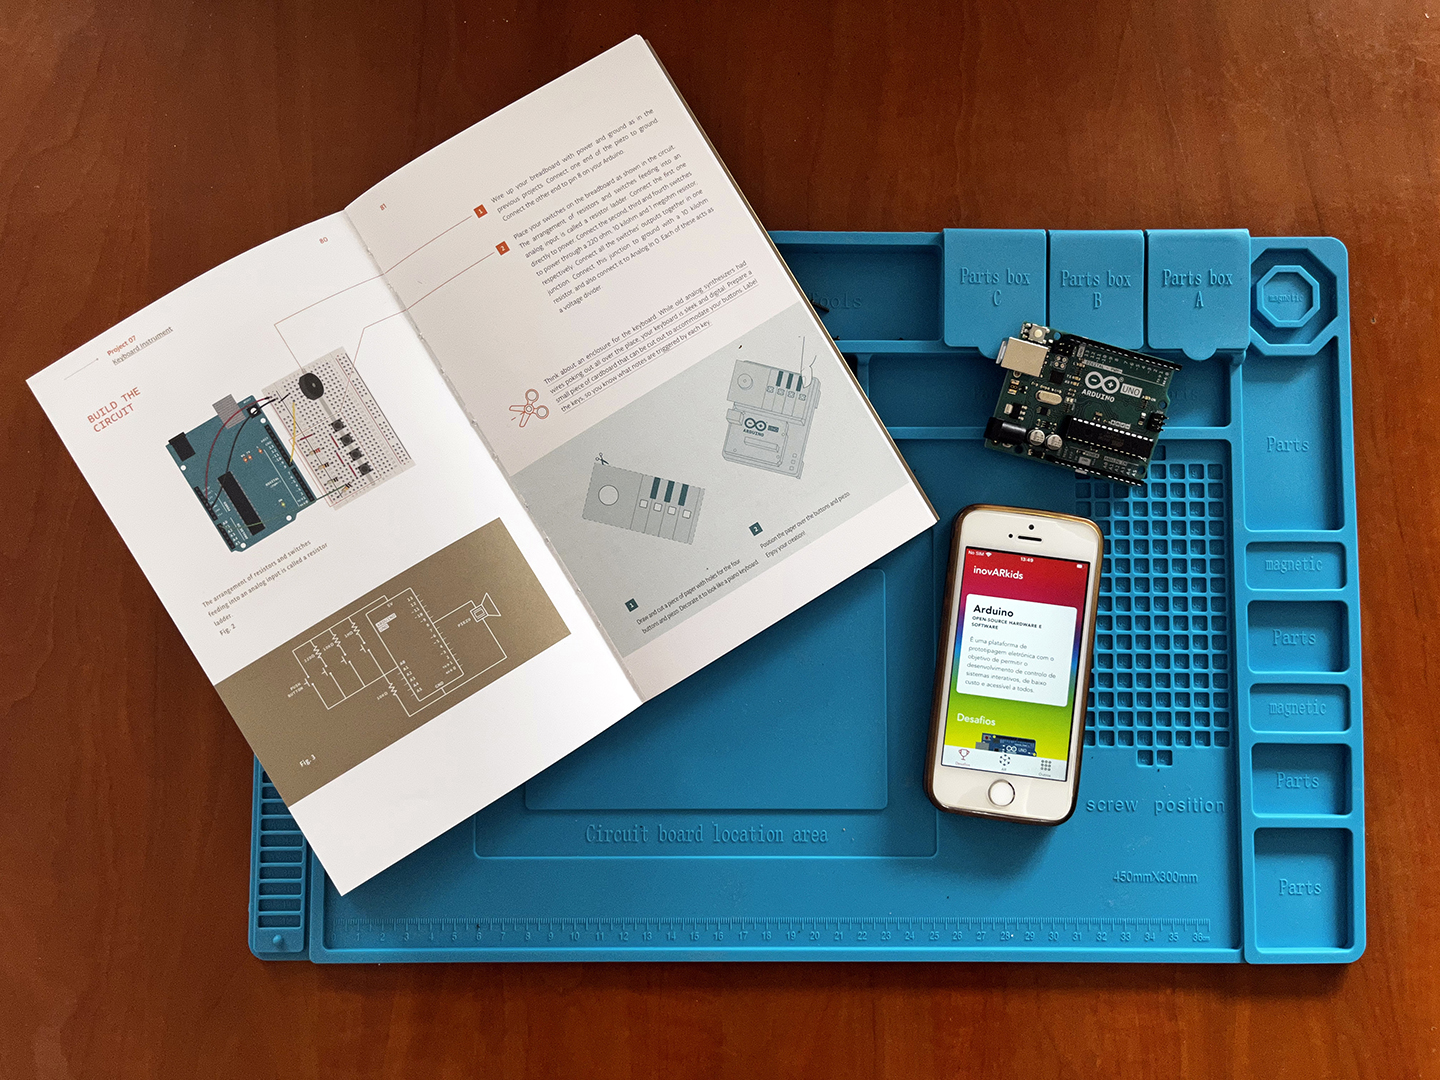 80
Project 07
Keyboard Instrument
BUILD THE
CIRCUIT
The arrangement of resistors and switches
feeding into an analog input is called a resistor
ladder.
Fig. 2
Fig. 3
81
1
Wire up your breadboard with power and ground as in the
previous projects. Connect one end of the piezo to ground.
Connect the other end to pin 8 on your Arduino.
2
Place your switches on the breadboard as shown in the circuit.
The arrangement of resistors and switches feeding into an
analog input is called a resistor ladder. Connect the first one
directly to power. Connect the second, third and fourth switches
to power through a 220 ohm, 10 kilohm and 1 megohm resistor,
respectively. Connect all the switches' outputs together in one
junction. Connect this junction to ground with a 10 kilohm
resistor, and also connect it to Analog In 0. Each of these acts as
a voltage divider.
Think about an enclosure for the keyboard. While old analog synthesizers had
wires poking out all over the place, your keyboard is sleek and digital. Prepare a
small piece of cardboard that can be cut out to accommodate your buttons. Label
the keys, so you know what notes are triggered by each key.
UNO
ARDUINO
1
Draw and cut a piece of paper with holes for the four
buttons and piezo. Decorate it to look like a piano keyboard.
2
Position the paper over the buttons and piezo.
Enjoy your creation!
Tools
Parts box
C
Parts box
B
Parts box
A
magnetic
UNO
ARDUINO
Parts
magnetic
Parts
magnetic
Parts
Parts
No SIM
13:49
inovARkids
Arduino
OPEN SOURCE HARDWARE E
SOFTWARE
É uma plataforma de
prototipagem eletrónica com o
objetivo de permitir o
desenvolvimento de controlo de
sistemas interativos, de baixo
custo e acessível a todos.
Desafios
UNO
screw position
Circuit board location area
450mmX300mm
1 2 3 4 5 6 7 8 9 10 11 12 13 14 15 16 17 18 19 20 21 22 23 24 25 26 27 28 29 30 31 32 33 34 35 36cm